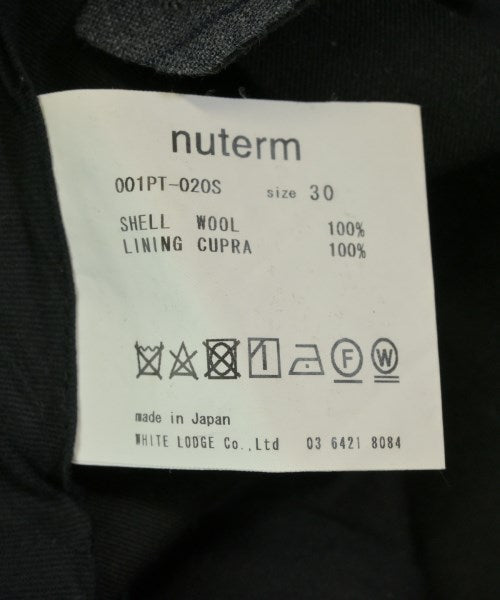 nuterm
001PT-020S size 30
SHELL WOOL 100%
LINING CUPRA 100%
F W
made in Japan
WHITE LODGE Co.,Ltd 03 6421 8084